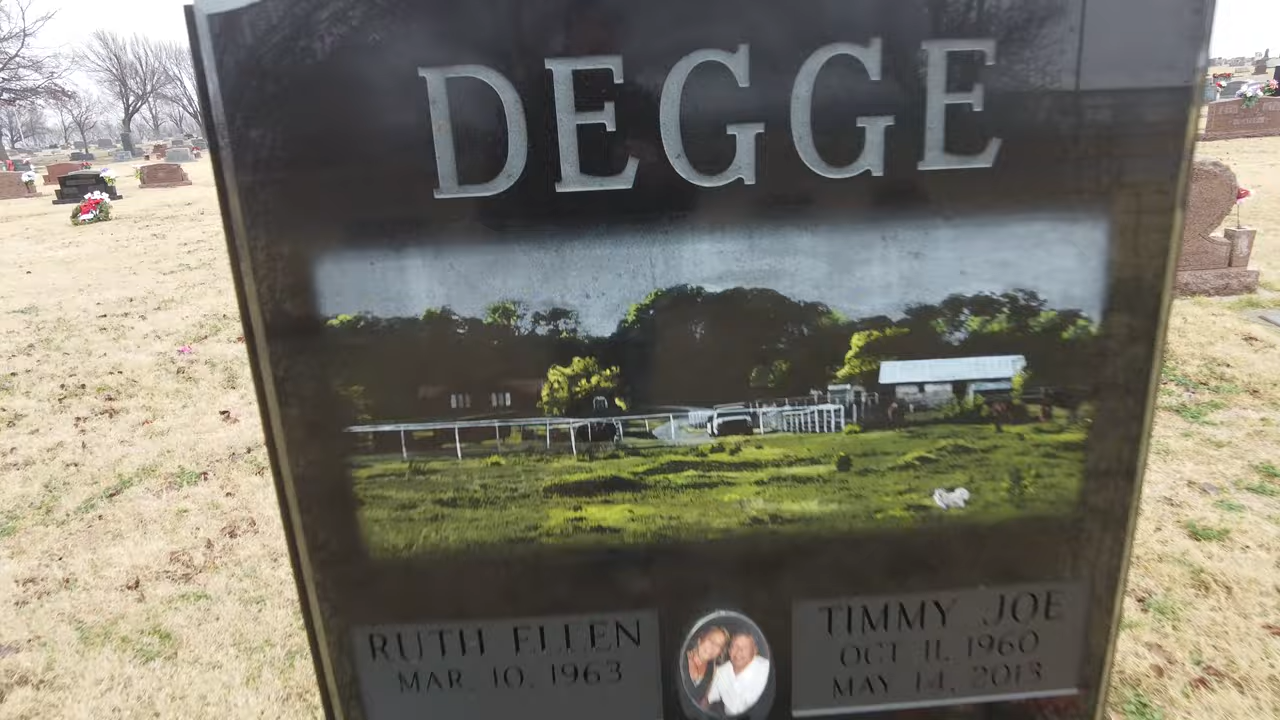 DEGGE
RUTH ELLEN
MAR. 10, 1963
TIMMY JOE
OCT 11, 1960
MAY 14, 2013